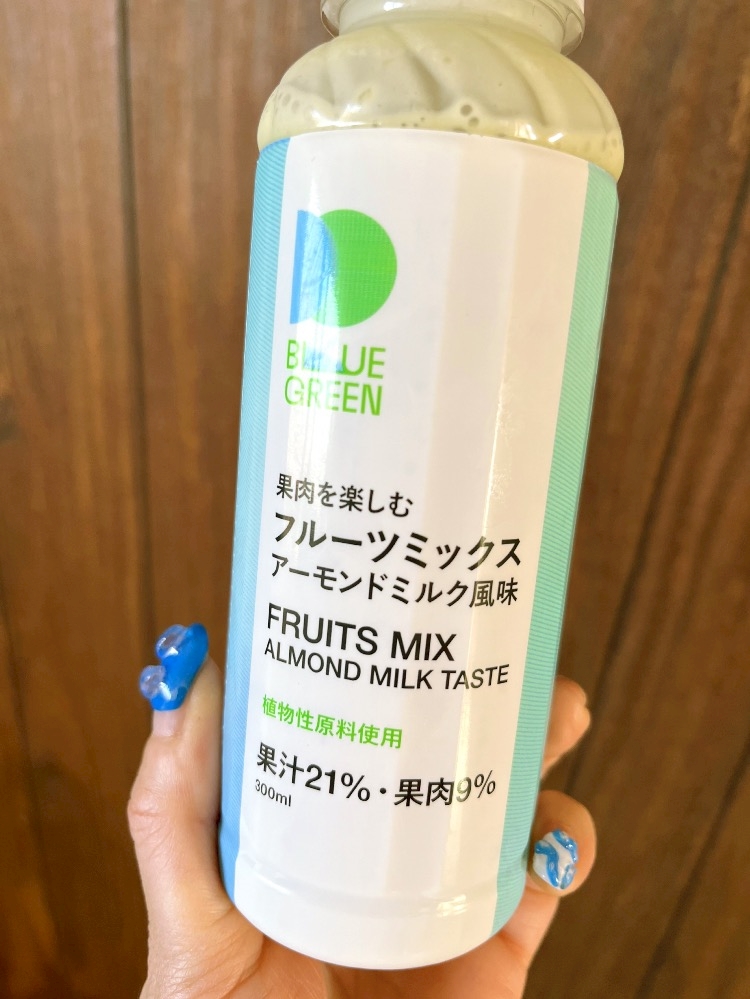 BLUE
GREEN
果肉を楽しむ
フルーツミックス
アーモンドミルク風味
FRUITS MIX
ALMOND MILK TASTE
植物性原料使用
果汁21%・果肉9%
300ml